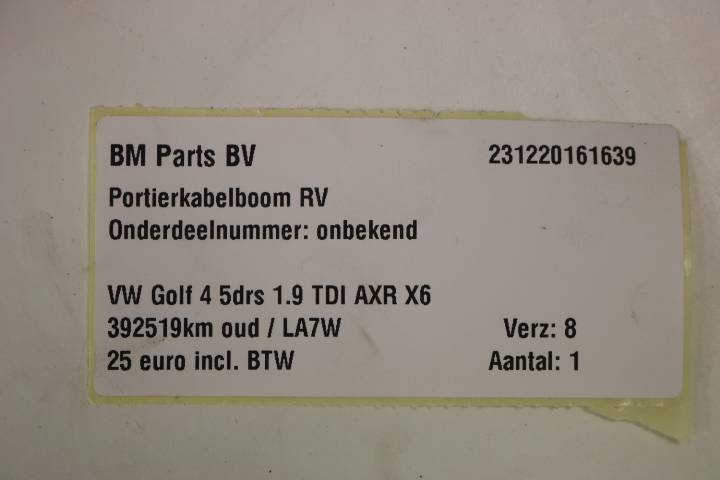 BM Parts BV 231220161639
Portierkabelboom RV
Onderdeelnummer: onbekend
VW Golf 4 5drs 1.9 TDI AXR X6
392519km oud / LA7W Verz: 8
25 euro incl. BTW Aantal: 1